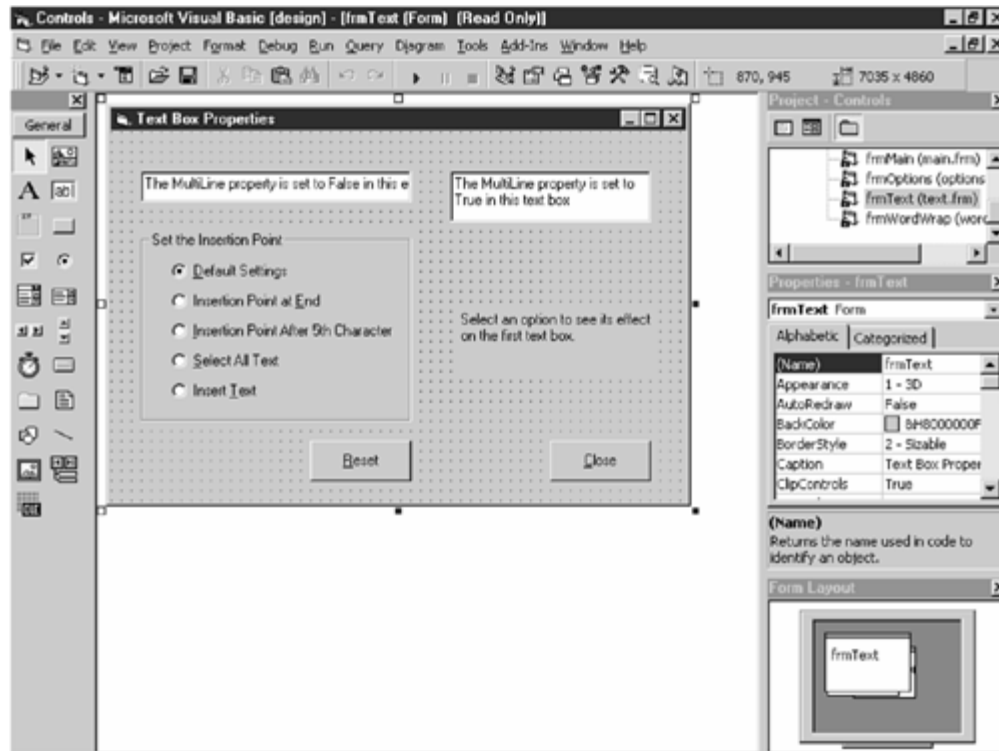 Controls - Microsoft Visual Basic [design] - [frmText (Form) (Read Only)]
File Edit View Project Format Debug Run Query Diagram Tools Add-Ins Window Help
870, 945 7035 x 4860
General
A
ab|
Text Box Properties
The MultiLine property is set to False in this e
The MultiLine property is set to
True in this text box
Set the Insertion Point
Default Settings
Insertion Point at End
Insertion Point After 5th Character
Select All Text
Insert Text
Select an option to see its effect
on the first text box.
Reset
Close
Project - Controls
frmMain (main.frm)
frmOptions (options
frmText (text.frm)
frmWordWrap (word
Properties - frmText
frmText Form
Alphabetic Categorized
(Name) frmText
Appearance 1 - 3D
AutoRedraw False
BackColor &H8000000F
BorderStyle 2 - Sizable
Caption Text Box Proper
ClipControls True
(Name)
Returns the name used in code to
identify an object.
Form Layout
frmText